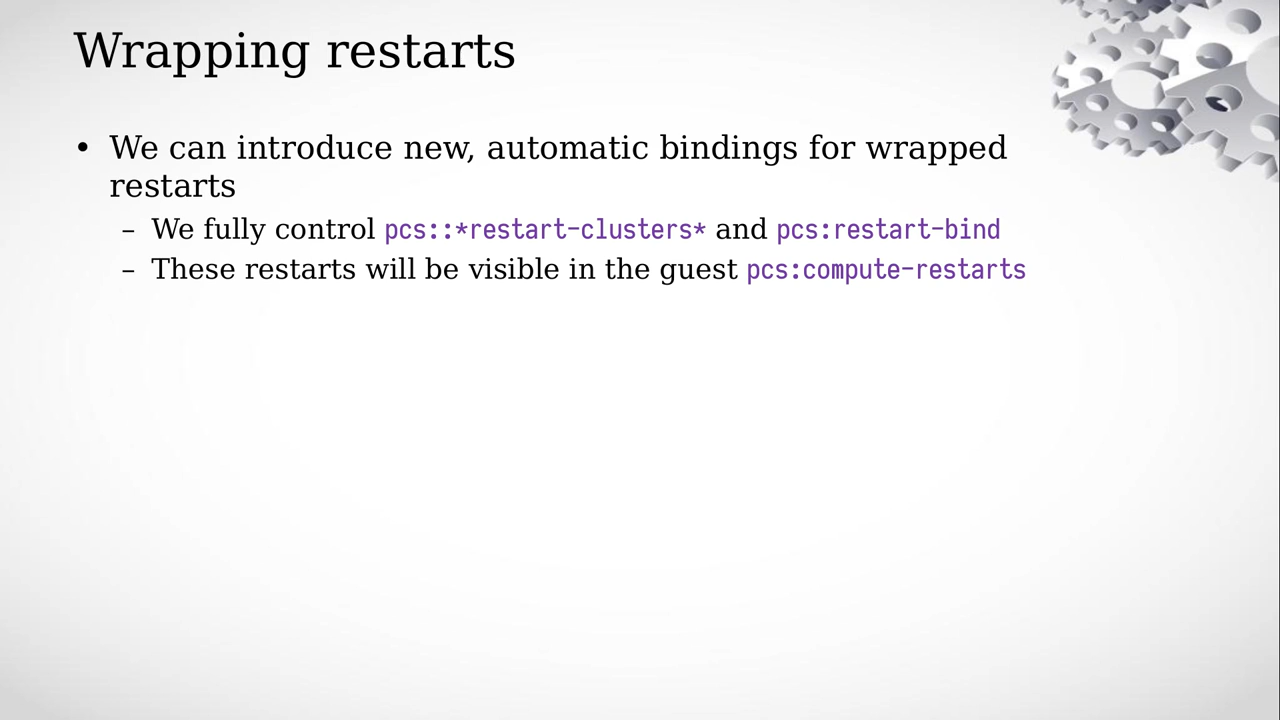 Wrapping restarts
• We can introduce new, automatic bindings for wrapped
restarts
– We fully control pcs::*restart-clusters* and pcs:restart-bind
– These restarts will be visible in the guest pcs:compute-restarts